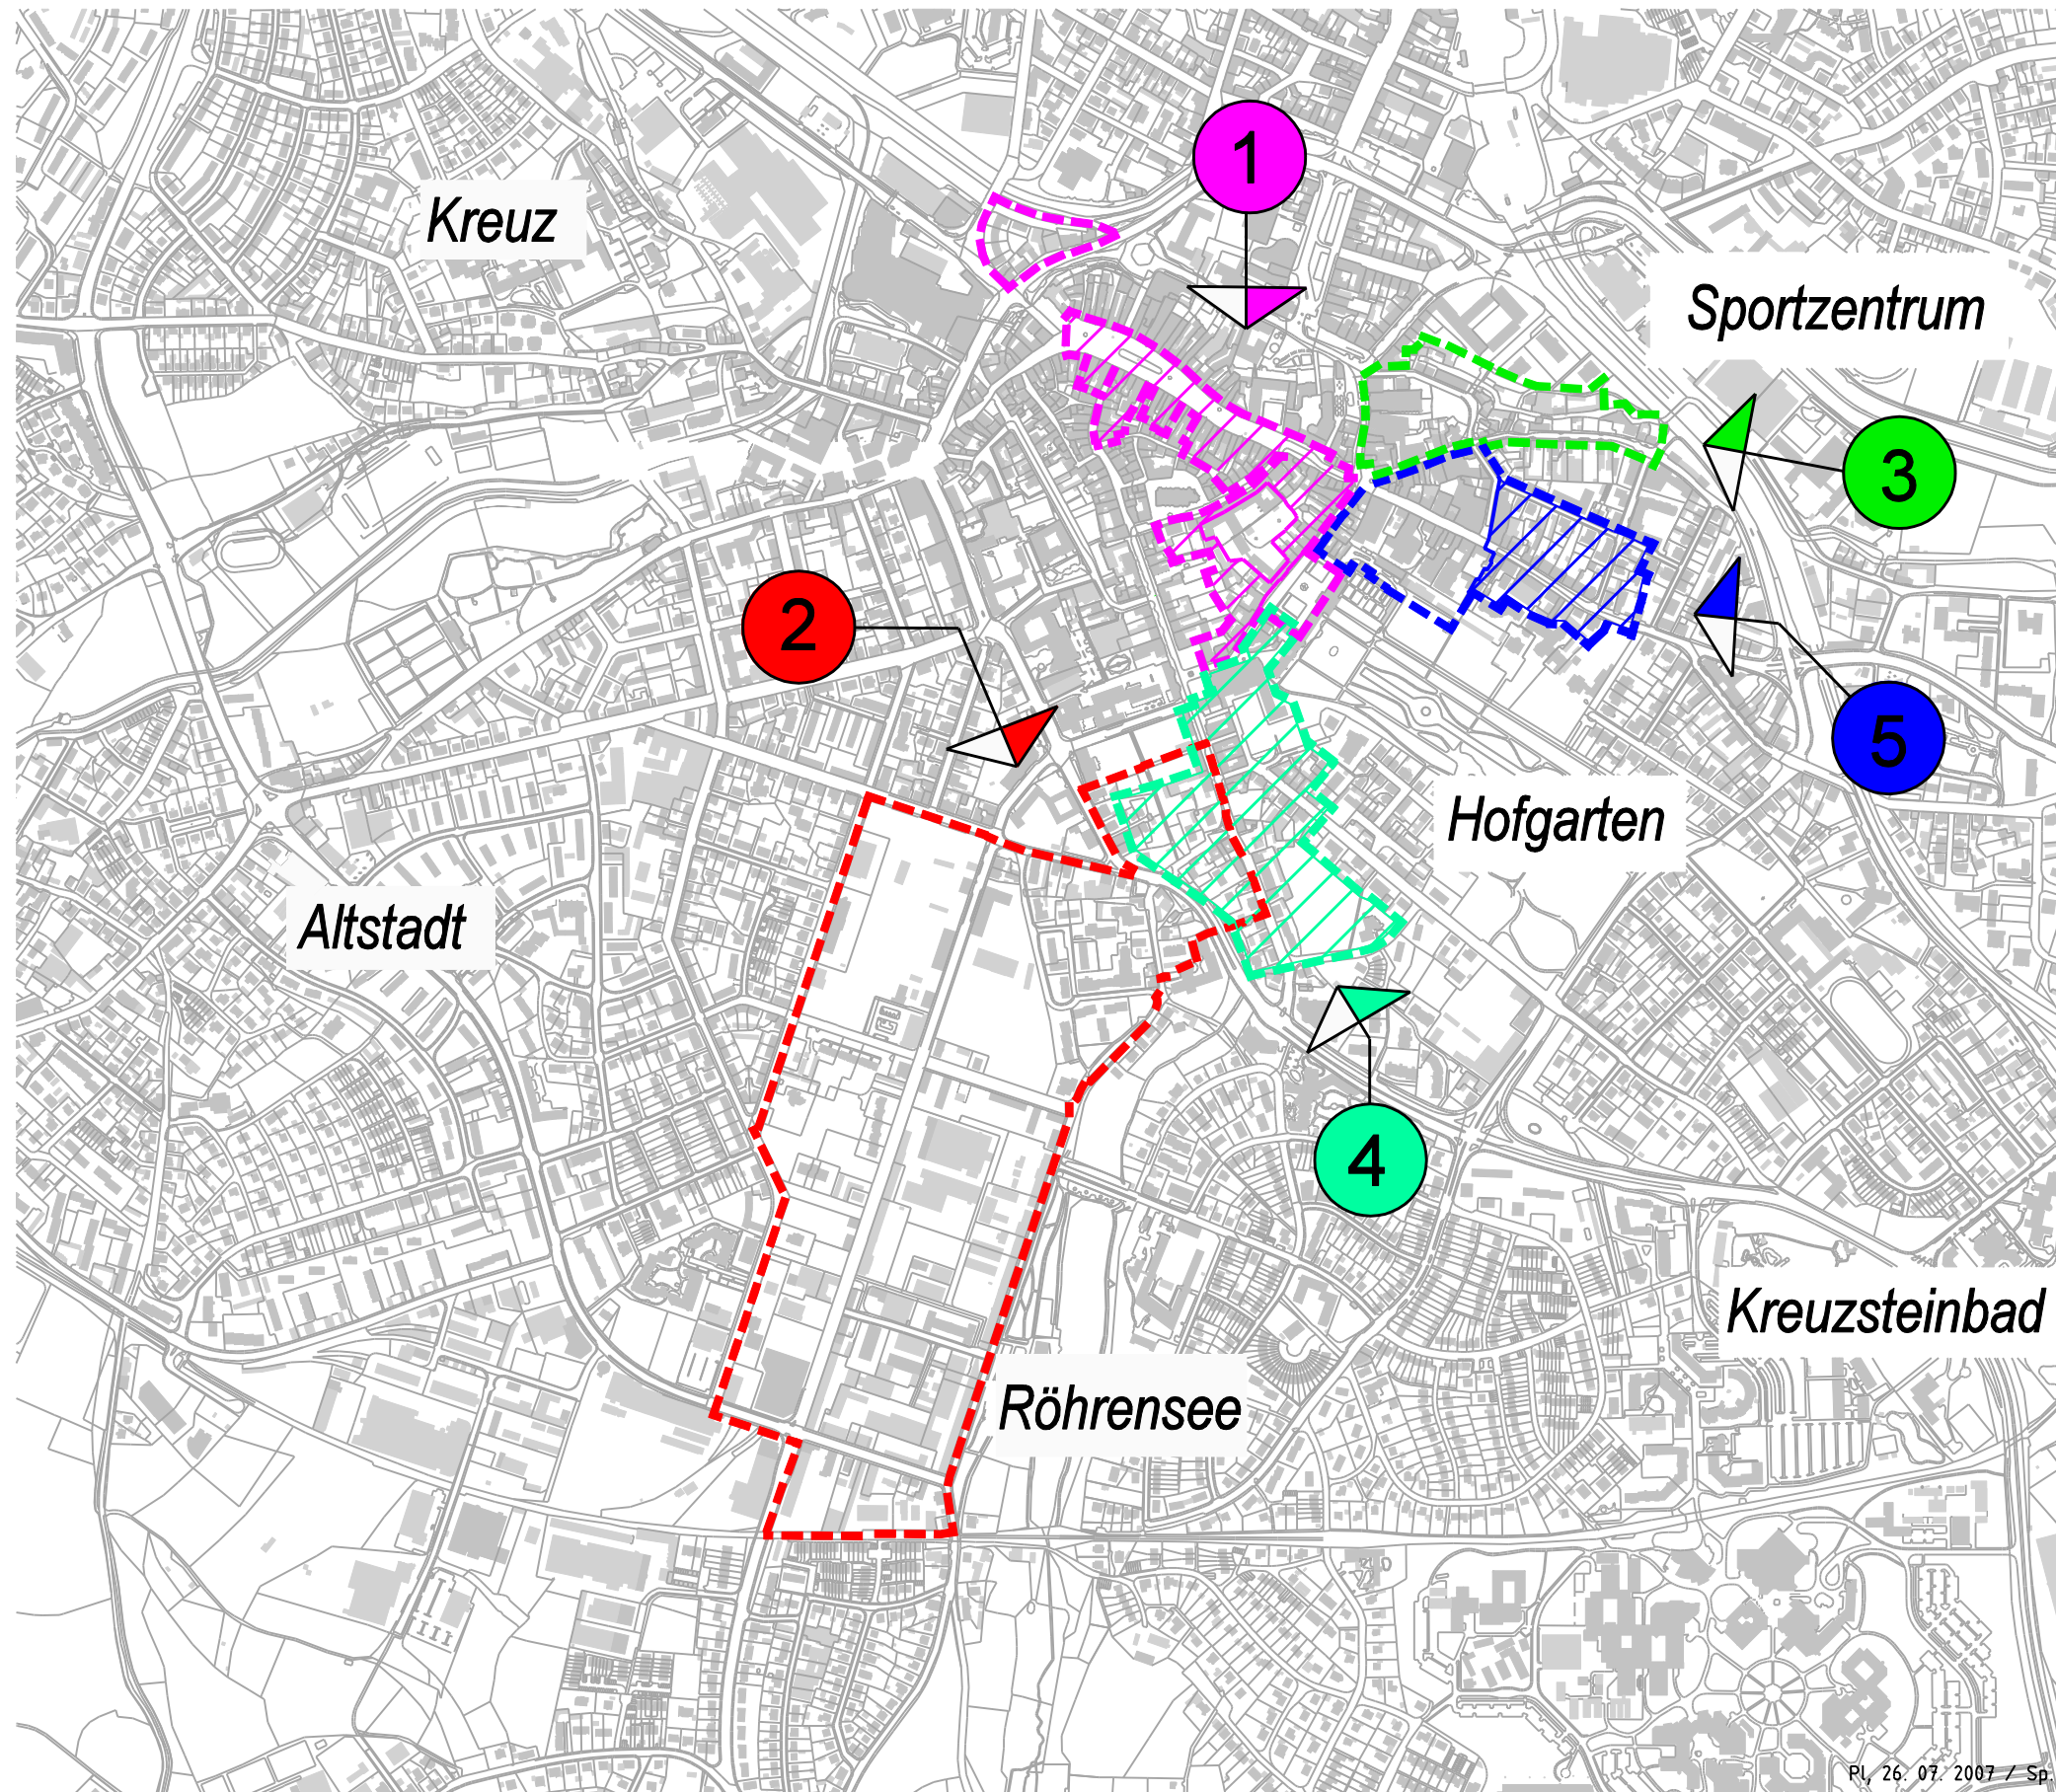 1
Kreuz
Sportzentrum
3
2
5
Hofgarten
Altstadt
4
Kreuzsteinbad
Röhrensee
Pl, 26. 07. 2007 / Sp.